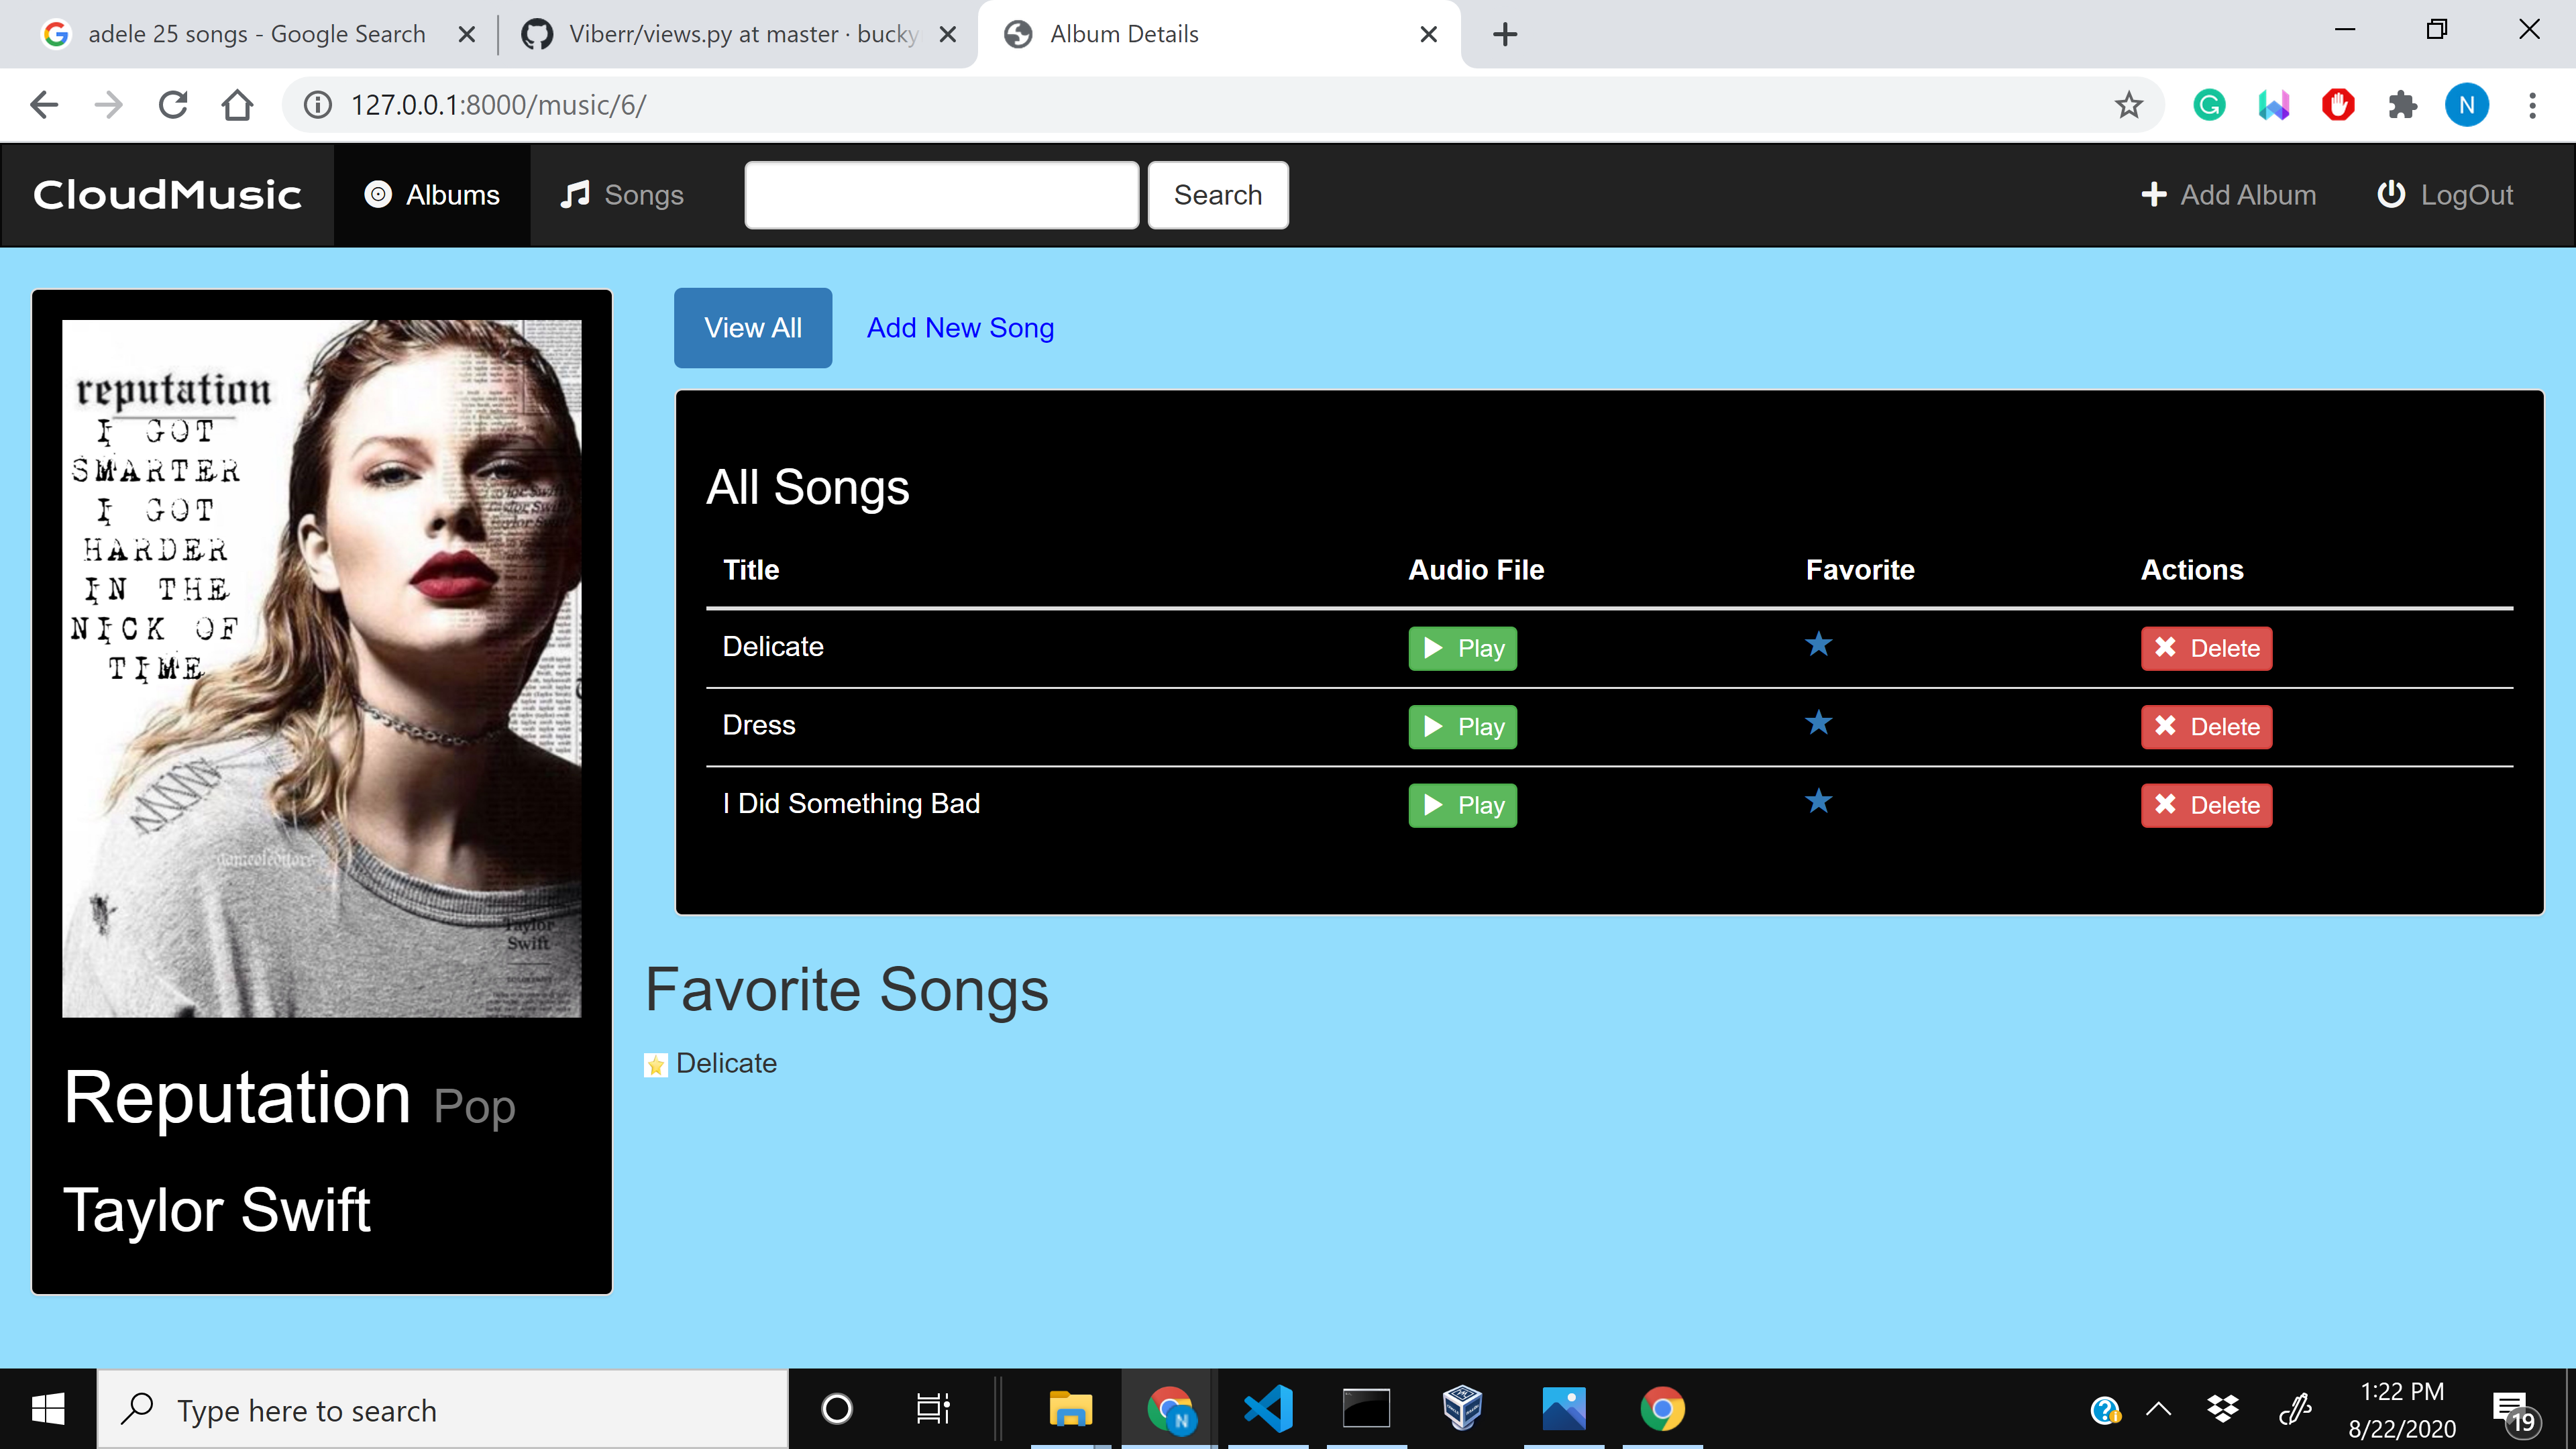 adele 25 songs - Google Search
Viberr/views.py at master · bucky
Album Details
127.0.0.1:8000/music/6/
N
CloudMusic
Albums
Songs
Search
Add Album
LogOut
reputation
I GOT
SMARTER
I GOT
HARDER
IN THE
NICK OF
TIME
Taylor
Swift
Reputation Pop
Taylor Swift
View All
Add New Song
All Songs
Title Audio File Favorite Actions
Delicate Play Delete
Dress Play Delete
I Did Something Bad Play Delete
Favorite Songs
Delicate
Type here to search
N
1:22 PM
8/22/2020
19